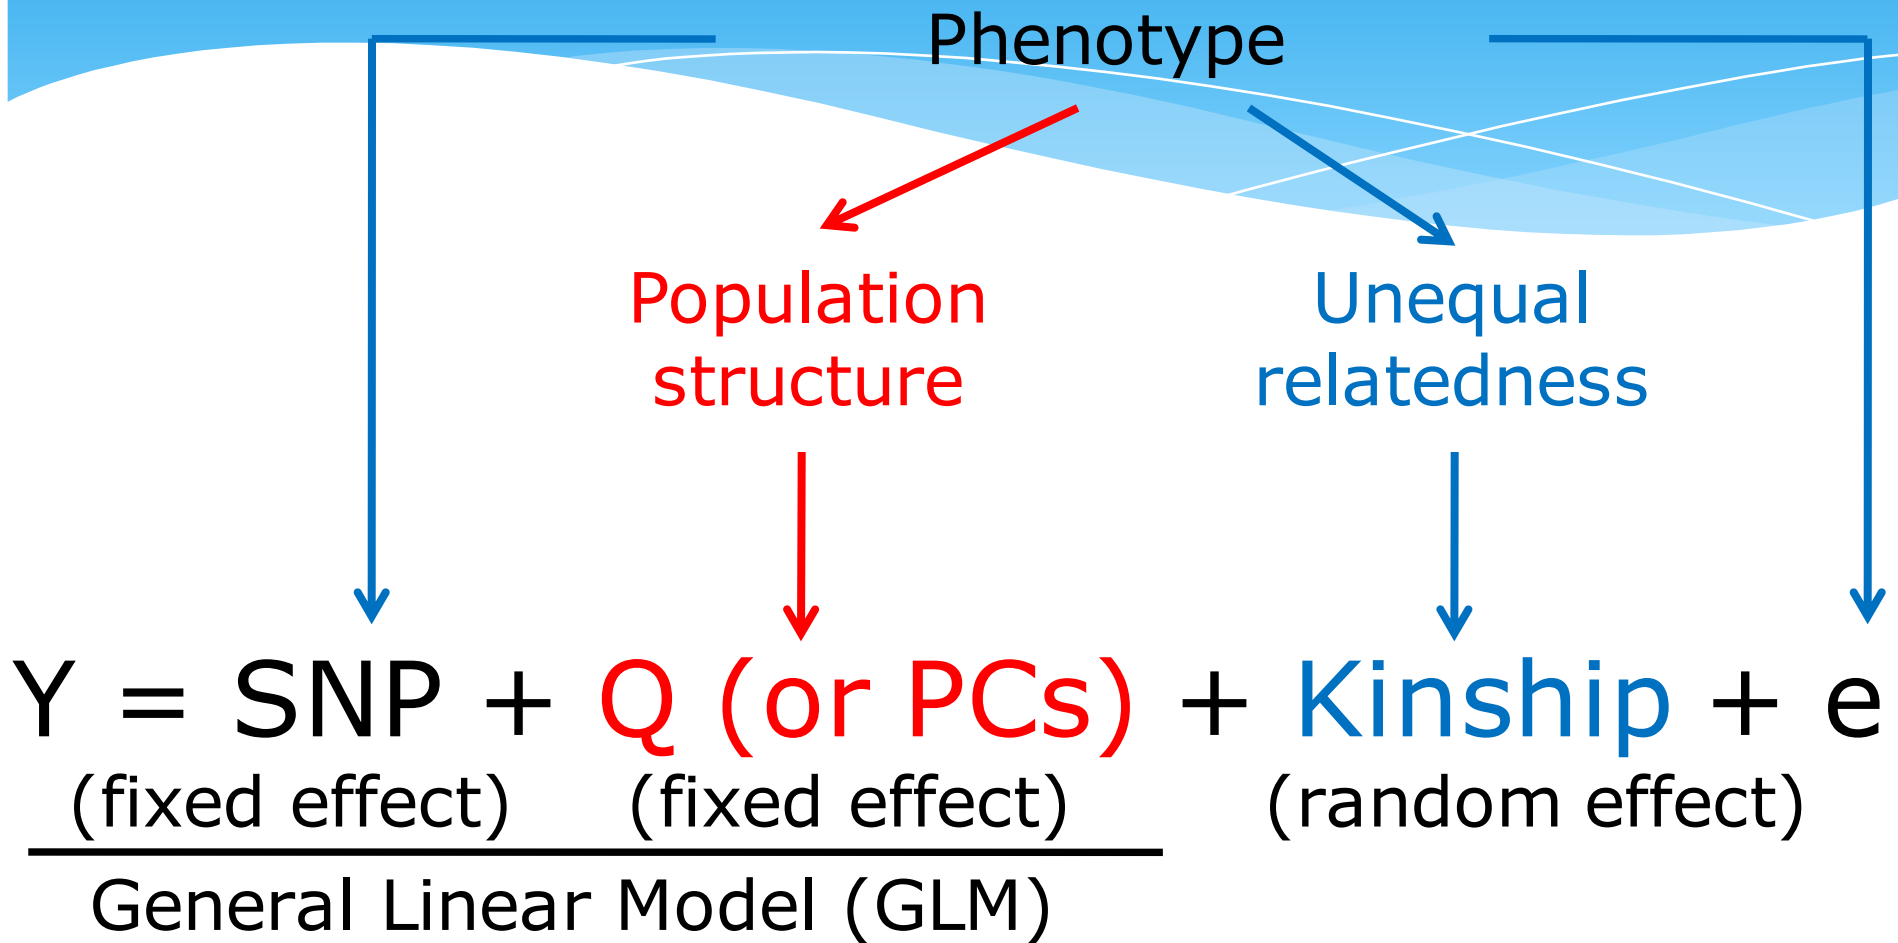 Phenotype
Population
structure
Unequal
relatedness
Y = SNP + Q (or PCs) + Kinship + e
(fixed effect) (fixed effect) (random effect)
General Linear Model (GLM)